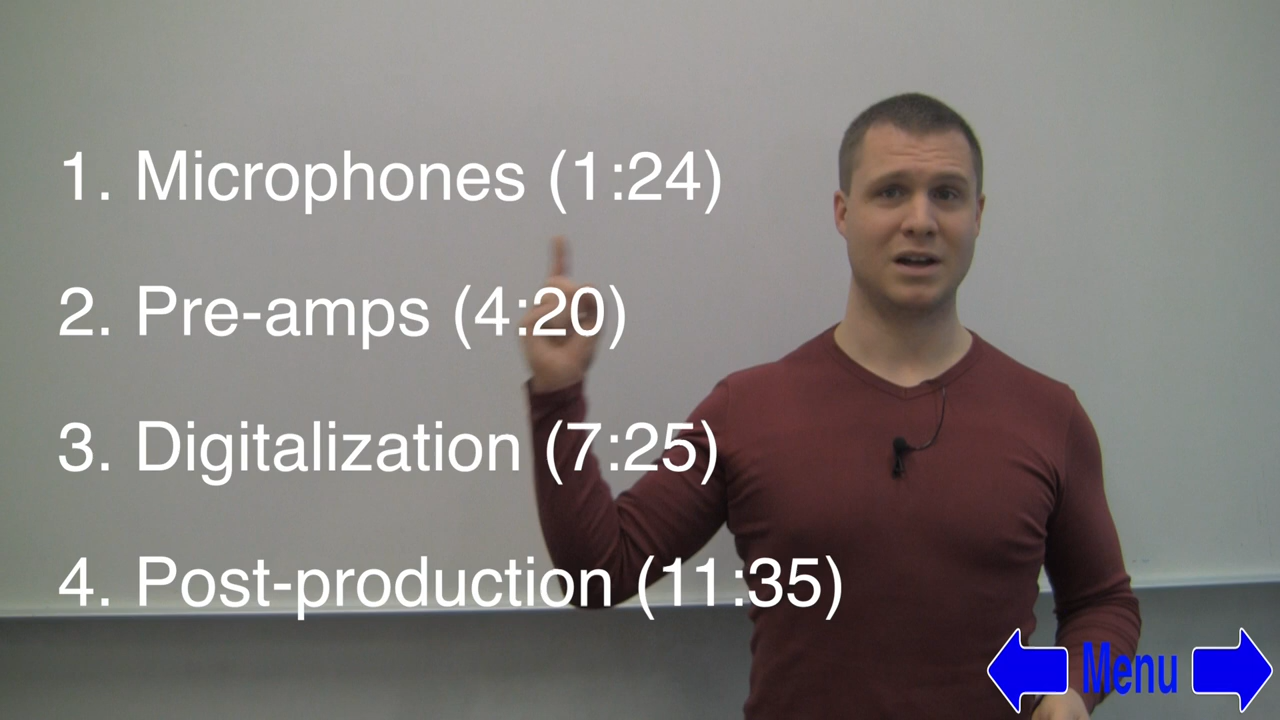 1. Microphones (1:24)
2. Pre-amps (4:20)
3. Digitalization (7:25)
4. Post-production (11:35)
Menu